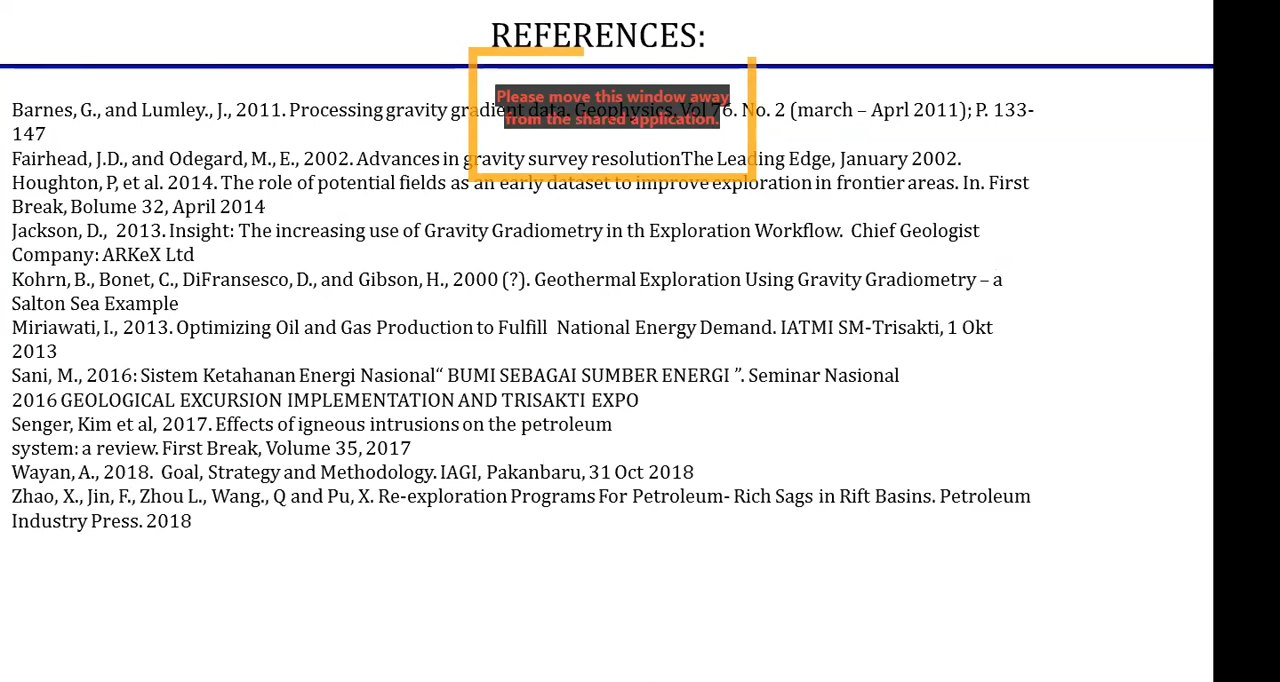 REFERENCES:
Please move this window away
from the shared application.
Barnes, G., and Lumley., J., 2011. Processing gravity gradient data. Geophysics. Vol 76. No. 2 (march – Aprl 2011); P. 133-
147
Fairhead, J.D., and Odegard, M., E., 2002. Advances in gravity survey resolutionThe Leading Edge, January 2002.
Houghton, P, et al. 2014. The role of potential fields as an early dataset to improve exploration in frontier areas. In. First
Break, Bolume 32, April 2014
Jackson, D.,  2013. Insight: The increasing use of Gravity Gradiometry in th Exploration Workflow.  Chief Geologist
Company: ARKeX Ltd
Kohrn, B., Bonet, C., DiFransesco, D., and Gibson, H., 2000 (?). Geothermal Exploration Using Gravity Gradiometry – a
Salton Sea Example
Miriawati, I., 2013. Optimizing Oil and Gas Production to Fulfill  National Energy Demand. IATMI SM-Trisakti, 1 Okt
2013
Sani, M., 2016: Sistem Ketahanan Energi Nasional“ BUMI SEBAGAI SUMBER ENERGI ”. Seminar Nasional
2016 GEOLOGICAL EXCURSION IMPLEMENTATION AND TRISAKTI EXPO
Senger, Kim et al, 2017. Effects of igneous intrusions on the petroleum
system: a review. First Break, Volume 35, 2017
Wayan, A., 2018.  Goal, Strategy and Methodology. IAGI, Pakanbaru, 31 Oct 2018
Zhao, X., Jin, F., Zhou L., Wang., Q and Pu, X. Re-exploration Programs For Petroleum- Rich Sags in Rift Basins. Petroleum
Industry Press. 2018